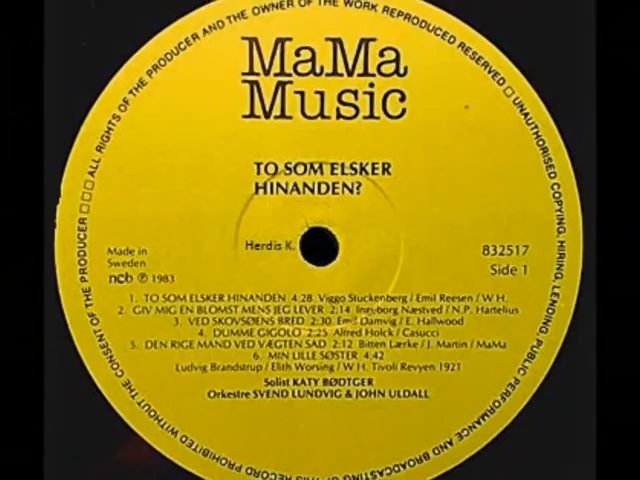 ALL RIGHTS OF THE PRODUCER AND THE OWNER OF THE WORK REPRODUCED RESERVED □ UNAUTHORISED COPYING, HIRING, LENDING, PUBLIC PERFORMANCE AND BROADCASTING OF THIS RECORD PROHIBITED WITHOUT THE CONSENT OF THE PRODUCER □□□
MaMa
Music
TO SOM ELSKER
HINANDEN?
Herdis K.
Made in
Sweden
ncb ℗ 1983
832517
Side 1
1. TO SOM ELSKER HINANDEN 4:28 Viggo Stuckenberg / Emil Reesen / W H.
2. GIV MIG EN BLOMST MENS JEG LEVER 2:14 Ingeborg Næstved / N.P. Hartelius
3. VED SKOVSØENS BRED 2:30 Damvig / E. Hallwood
4. DUMME GIGOLO 2:25 Alfred Holck / Casucci
5. DEN RIGE MAND VED VÆGTEN SAD 2:12 Bitten Lærke / J. Martin / MaMa
6. MIN LILLE SØSTER 4:42
Ludvig Brandstrup / Elith Worsing / W H. Tivoli Revyen 1921
Solist KATY BØDTGER
Orkestre SVEND LUNDVIG & JOHN ULDALL